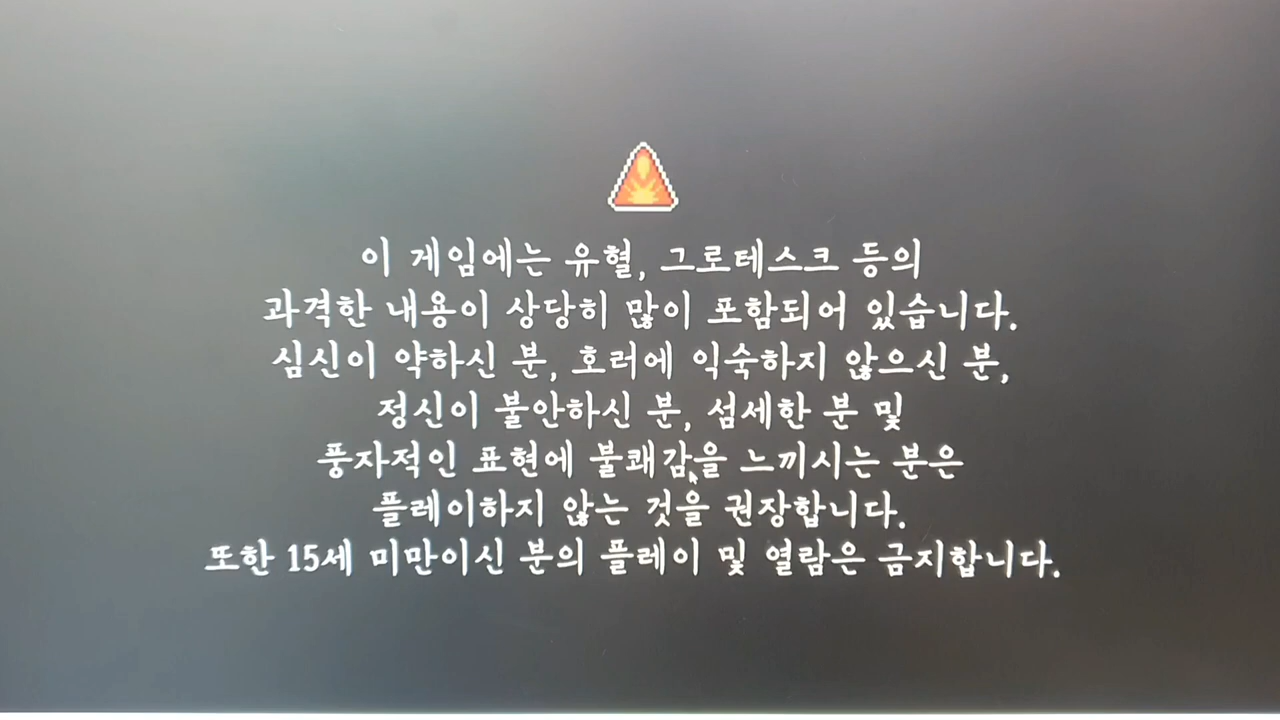 이 게임에는 유혈, 그로테스크 등의
과격한 내용이 상당히 많이 포함되어 있습니다.
심신이 약하신 분, 호러에 익숙하지 않으신 분,
정신이 불안하신 분, 섬세한 분 및
풍자적인 표현에 불쾌감을 느끼시는 분은
플레이하지 않는 것을 권장합니다.
또한 15세 미만이신 분의 플레이 및 열람은 금지합니다.